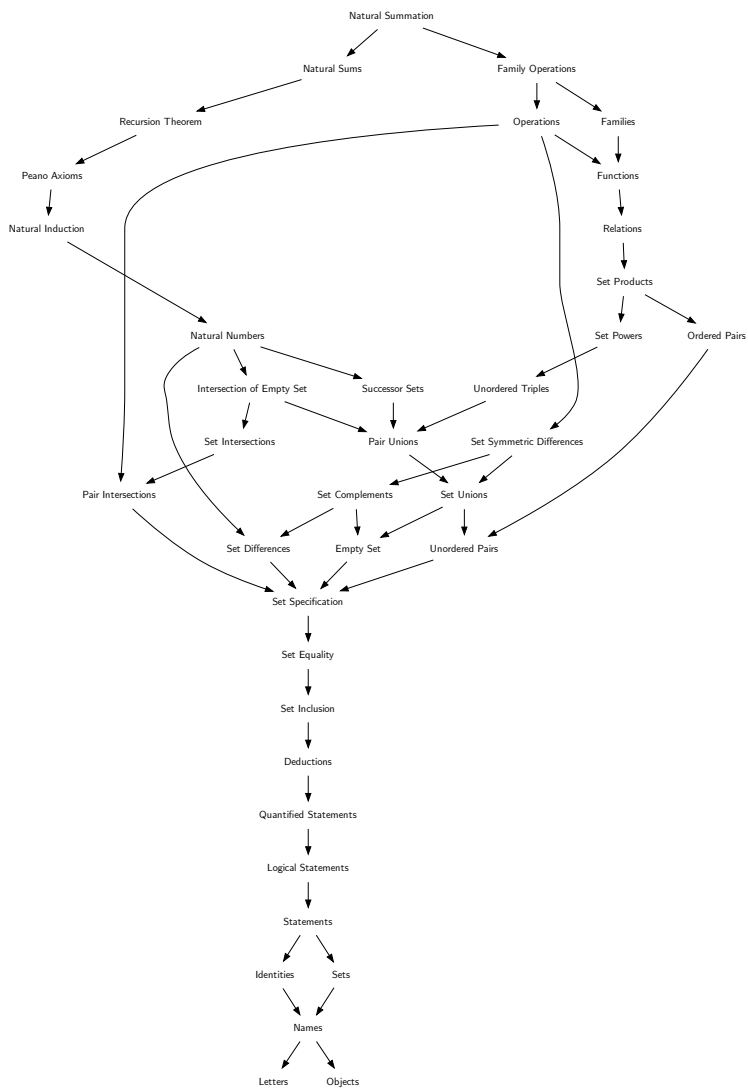 Natural Summation
Natural Sums
Family Operations
Recursion Theorem
Operations
Families
Peano Axioms
Functions
Natural Induction
Relations
Set Products
Natural Numbers
Set Powers
Ordered Pairs
Intersection of Empty Set
Successor Sets
Unordered Triples
Set Intersections
Pair Unions
Set Symmetric Differences
Pair Intersections
Set Complements
Set Unions
Set Differences
Empty Set
Unordered Pairs
Set Specification
Set Equality
Set Inclusion
Deductions
Quantified Statements
Logical Statements
Statements
Identities
Sets
Names
Letters
Objects